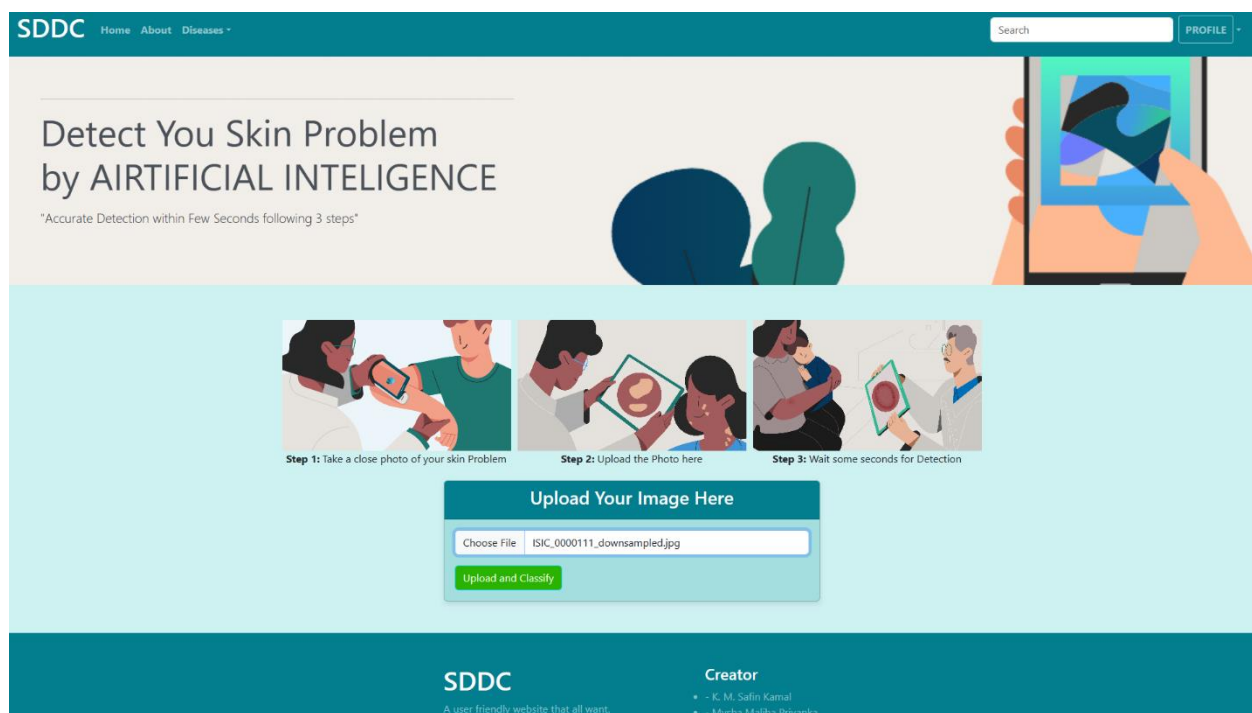 SDDC Home About Diseases Search PROFILE
Detect You Skin Problem
by AIRTIFICIAL INTELIGENCE
"Accurate Detection within Few Seconds following 3 steps"
Step 1: Take a close photo of your skin Problem
Step 2: Upload the Photo here
Step 3: Wait some seconds for Detection
Upload Your Image Here
Choose File ISIC_0000111_downsampled.jpg
Upload and Classify
SDDC
A user friendly website that all want.
Creator
- K. M. Safin Kamal
- Mysha Maliha Priyanka